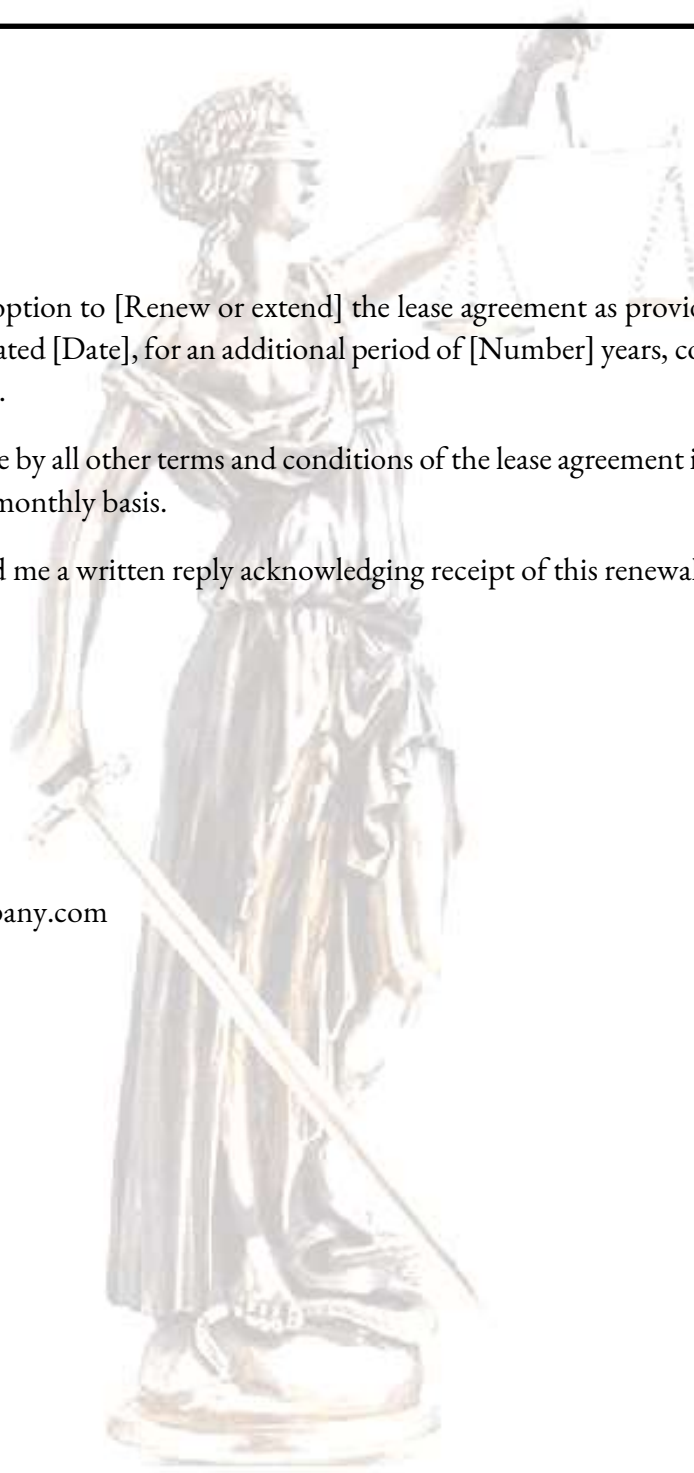 option to [Renew or extend] the lease agreement as provid
ated [Date], for an additional period of [Number] years, co
.
e by all other terms and conditions of the lease agreement i
monthly basis.
d me a written reply acknowledging receipt of this renewal
pany.com